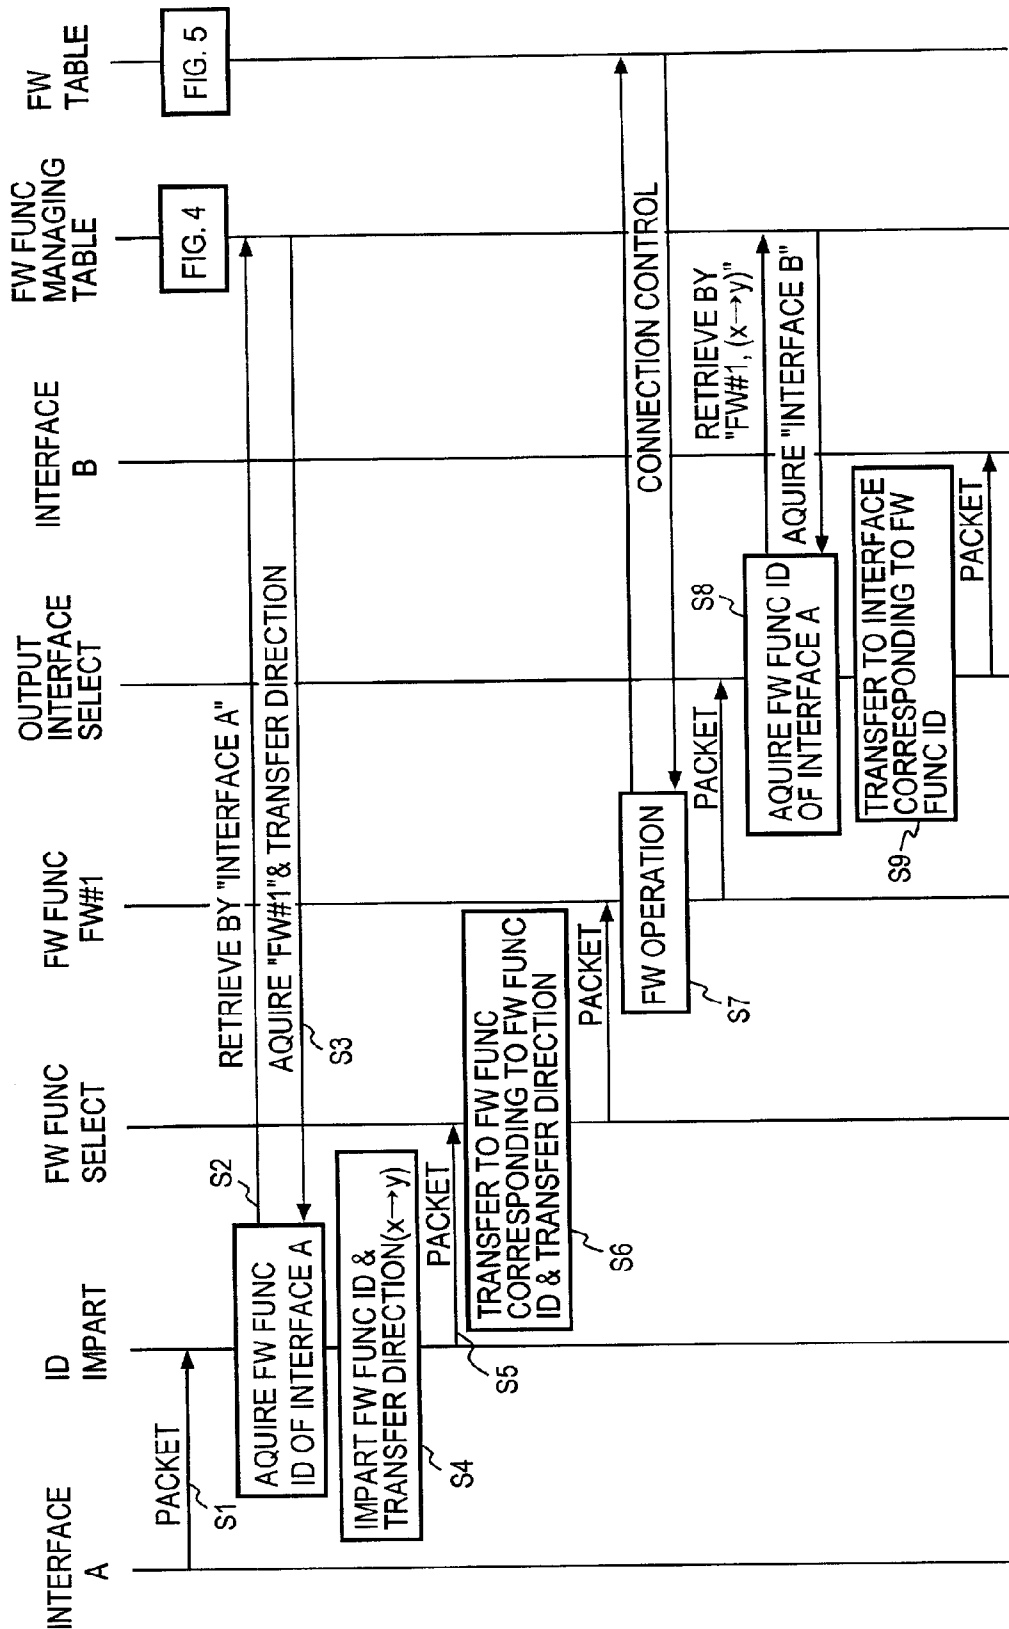 INTERFACE
A
ID
IMPART
FW FUNC
SELECT
FW FUNC
FW#1
OUTPUT
INTERFACE
SELECT
INTERFACE
B
FW FUNC
MANAGING
TABLE
FW
TABLE
FIG. 4
FIG. 5
PACKET
S1
AQUIRE FW FUNC
ID OF INTERFACE A
S2
RETRIEVE BY "INTERFACE A"
AQUIRE "FW#1"& TRANSFER DIRECTION
S3
IMPART FW FUNC ID &
TRANSFER DIRECTION(x→y)
S4
PACKET
S5
TRANSFER TO FW FUNC
CORRESPONDING TO FW FUNC
ID & TRANSFER DIRECTION
S6
PACKET
FW OPERATION
S7
CONNECTION CONTROL
PACKET
S8
AQUIRE FW FUNC ID
OF INTERFACE A
RETRIEVE BY
"FW#1, (x→y)"
AQUIRE "INTERFACE B"
TRANSFER TO INTERFACE
CORRESPONDING TO FW
FUNC ID
S9
PACKET